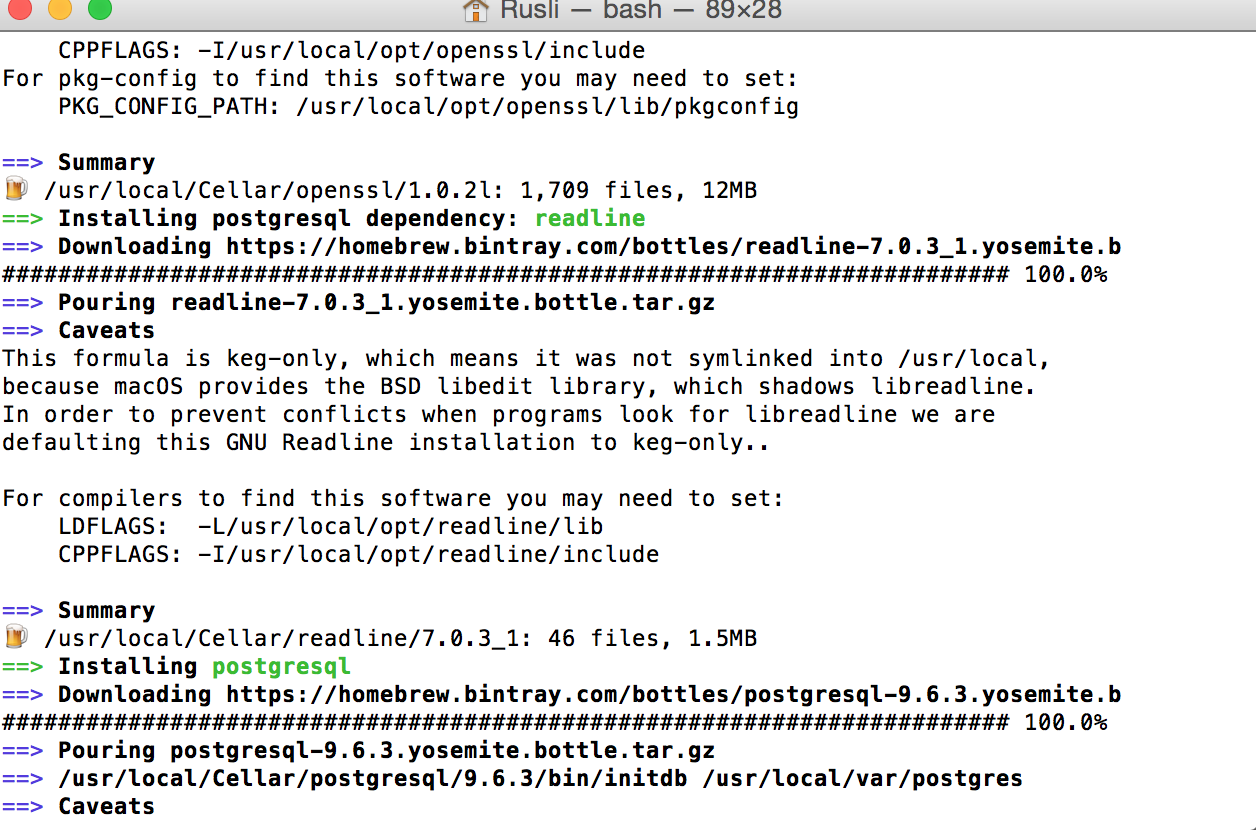 Rusli — bash — 89×28
CPPFLAGS: -I/usr/local/opt/openssl/include
For pkg-config to find this software you may need to set:
PKG_CONFIG_PATH: /usr/local/opt/openssl/lib/pkgconfig
==> Summary
🍺 /usr/local/Cellar/openssl/1.0.2l: 1,709 files, 12MB
==> Installing postgresql dependency: readline
==> Downloading https://homebrew.bintray.com/bottles/readline-7.0.3_1.yosemite.b
######################################################################## 100.0%
==> Pouring readline-7.0.3_1.yosemite.bottle.tar.gz
==> Caveats
This formula is keg-only, which means it was not symlinked into /usr/local,
because macOS provides the BSD libedit library, which shadows libreadline.
In order to prevent conflicts when programs look for libreadline we are
defaulting this GNU Readline installation to keg-only..
For compilers to find this software you may need to set:
LDFLAGS:  -L/usr/local/opt/readline/lib
CPPFLAGS: -I/usr/local/opt/readline/include
==> Summary
🍺 /usr/local/Cellar/readline/7.0.3_1: 46 files, 1.5MB
==> Installing postgresql
==> Downloading https://homebrew.bintray.com/bottles/postgresql-9.6.3.yosemite.b
######################################################################## 100.0%
==> Pouring postgresql-9.6.3.yosemite.bottle.tar.gz
==> /usr/local/Cellar/postgresql/9.6.3/bin/initdb /usr/local/var/postgres
==> Caveats